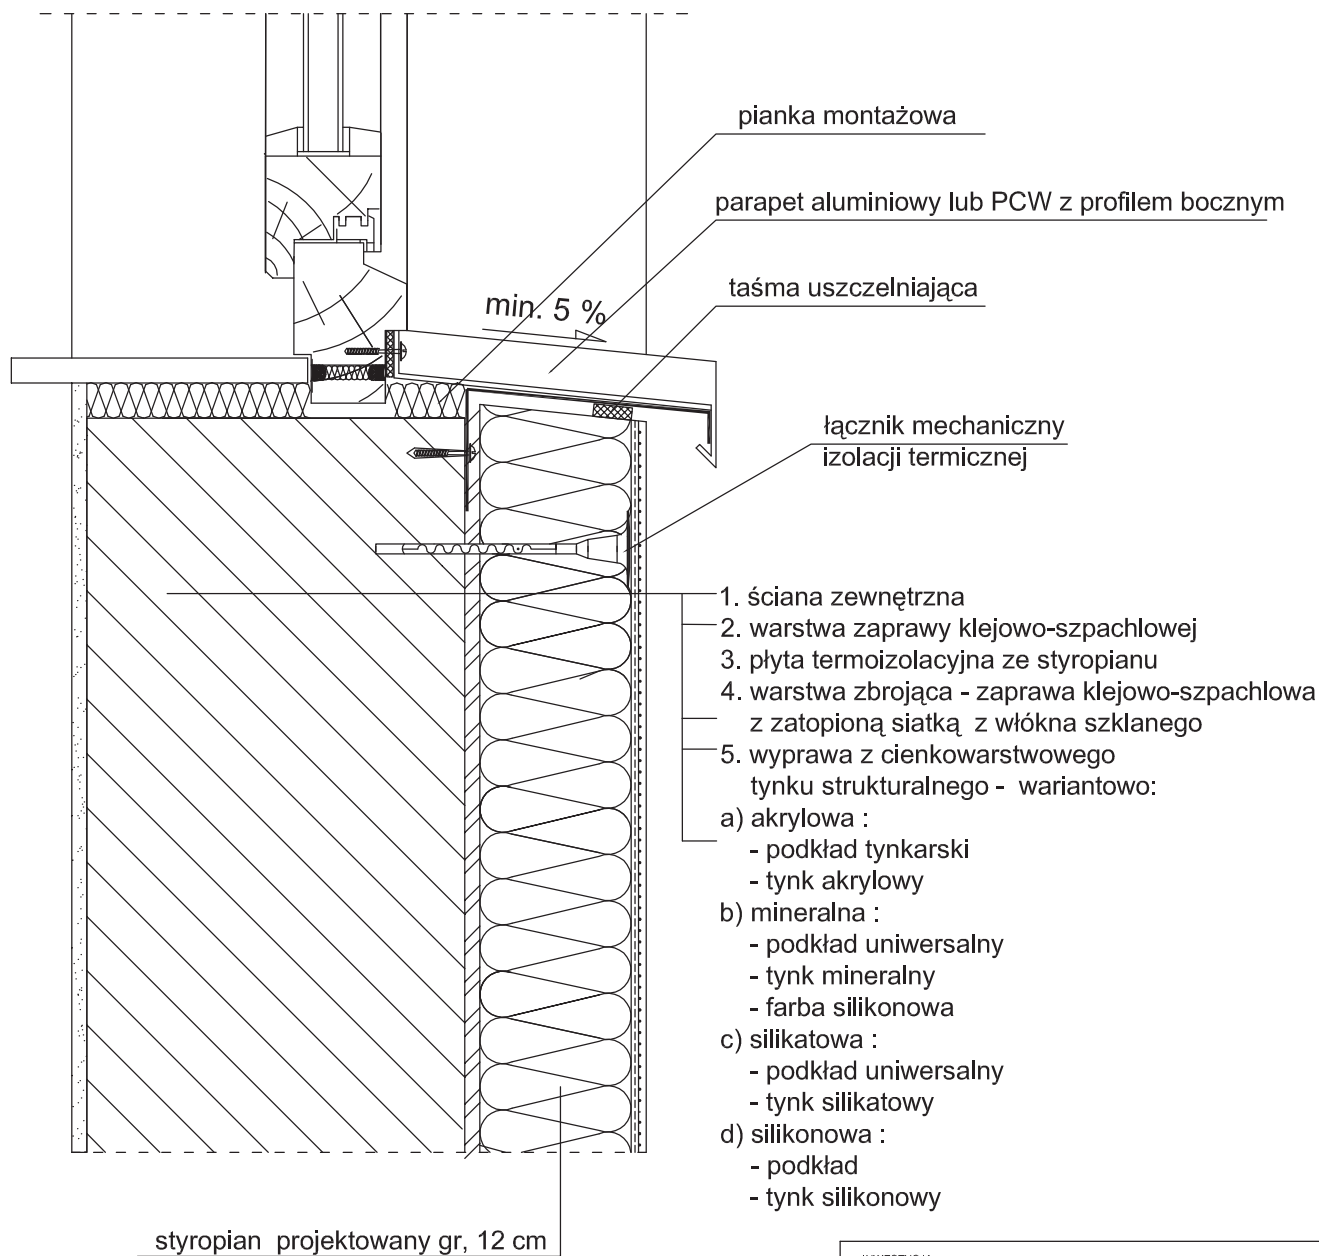 pianka montażowa
parapet aluminiowy lub PCW z profilem bocznym
taśma uszczelniająca
min. 5 %
łącznik mechaniczny
izolacji termicznej
1. ściana zewnętrzna
2. warstwa zaprawy klejowo-szpachlowej
3. płyta termoizolacyjna ze styropianu
4. warstwa zbrojąca - zaprawa klejowo-szpachlowa
z zatopioną siatką z włókna szklanego
5. wyprawa z cienkowarstwowego
tynku strukturalnego - wariantowo:
a) akrylowa :
- podkład tynkarski
- tynk akrylowy
b) mineralna :
- podkład uniwersalny
- tynk mineralny
- farba silikonowa
c) silikatowa :
- podkład uniwersalny
- tynk silikatowy
d) silikonowa :
- podkład
- tynk silikonowy
styropian projektowany gr, 12 cm